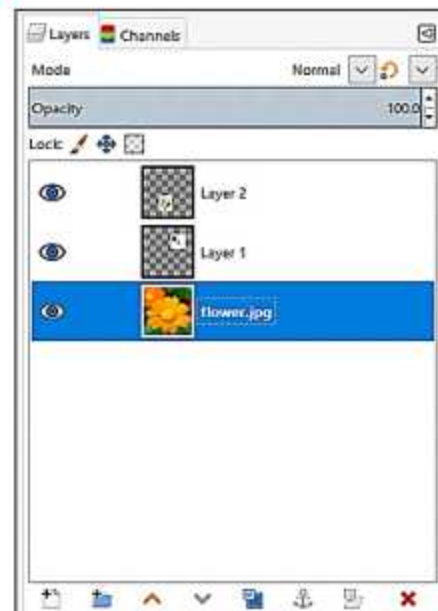 Layers Channels
Mode Normal
Opacity 100.0
Lock:
Layer 2
Layer 1
flower.jpg